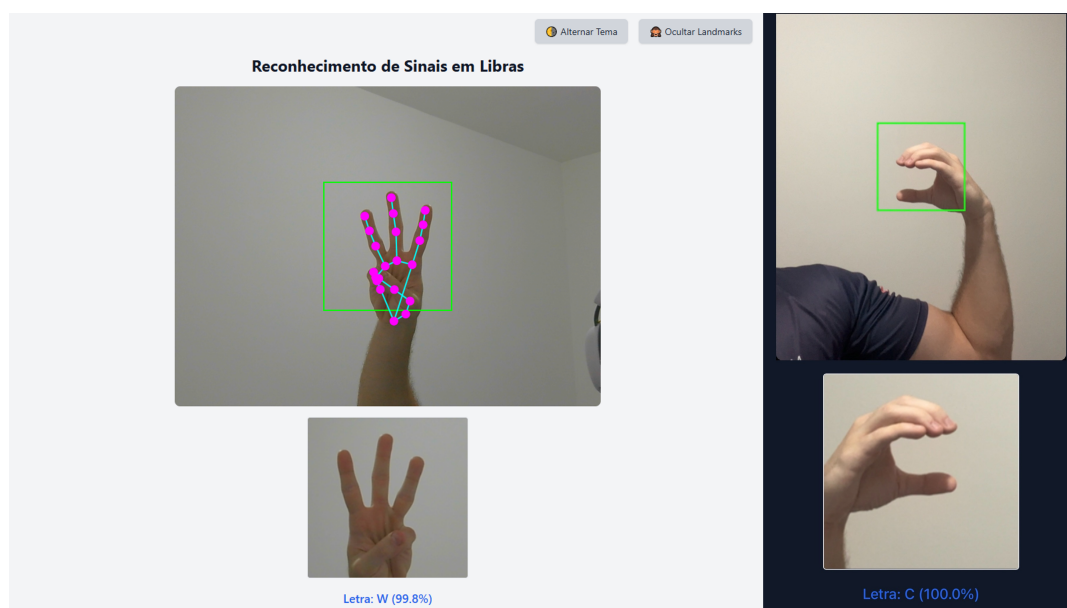 Alternar Tema
Ocultar Landmarks
Reconhecimento de Sinais em Libras
Letra: W (99.8%)
Letra: C (100.0%)